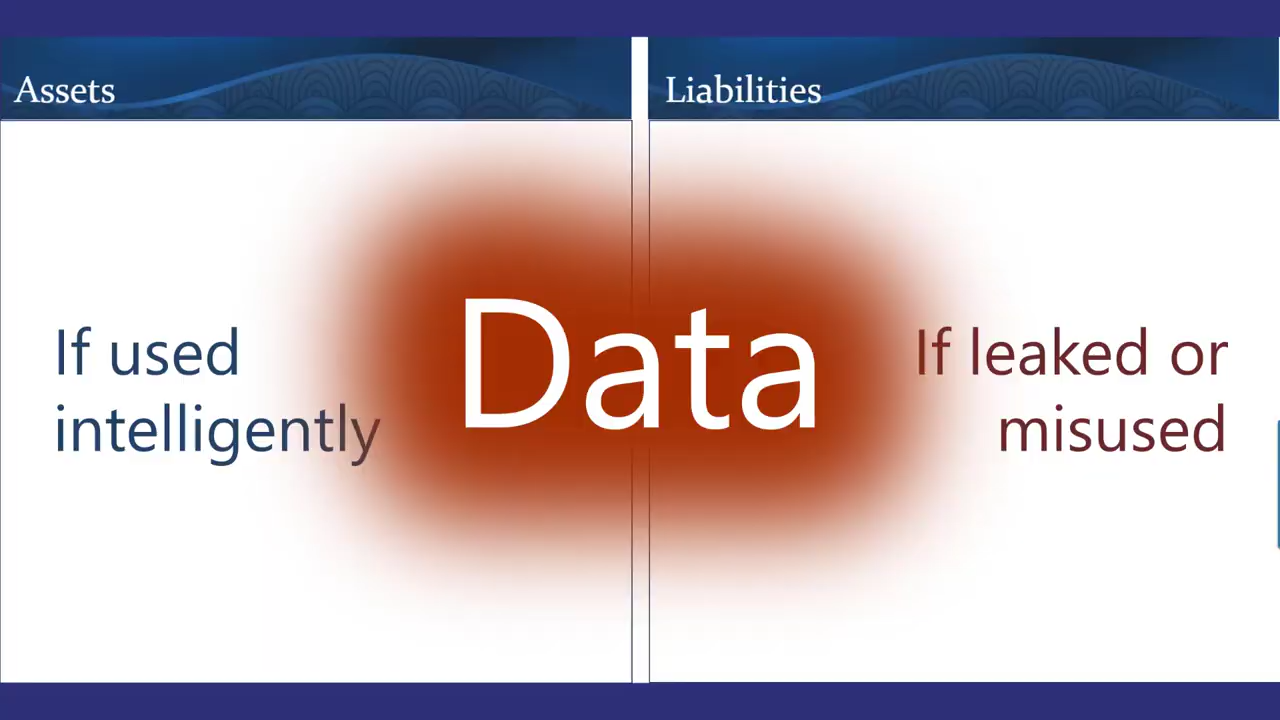 Assets
Liabilities
If used
intelligently
Data
If leaked or
misused